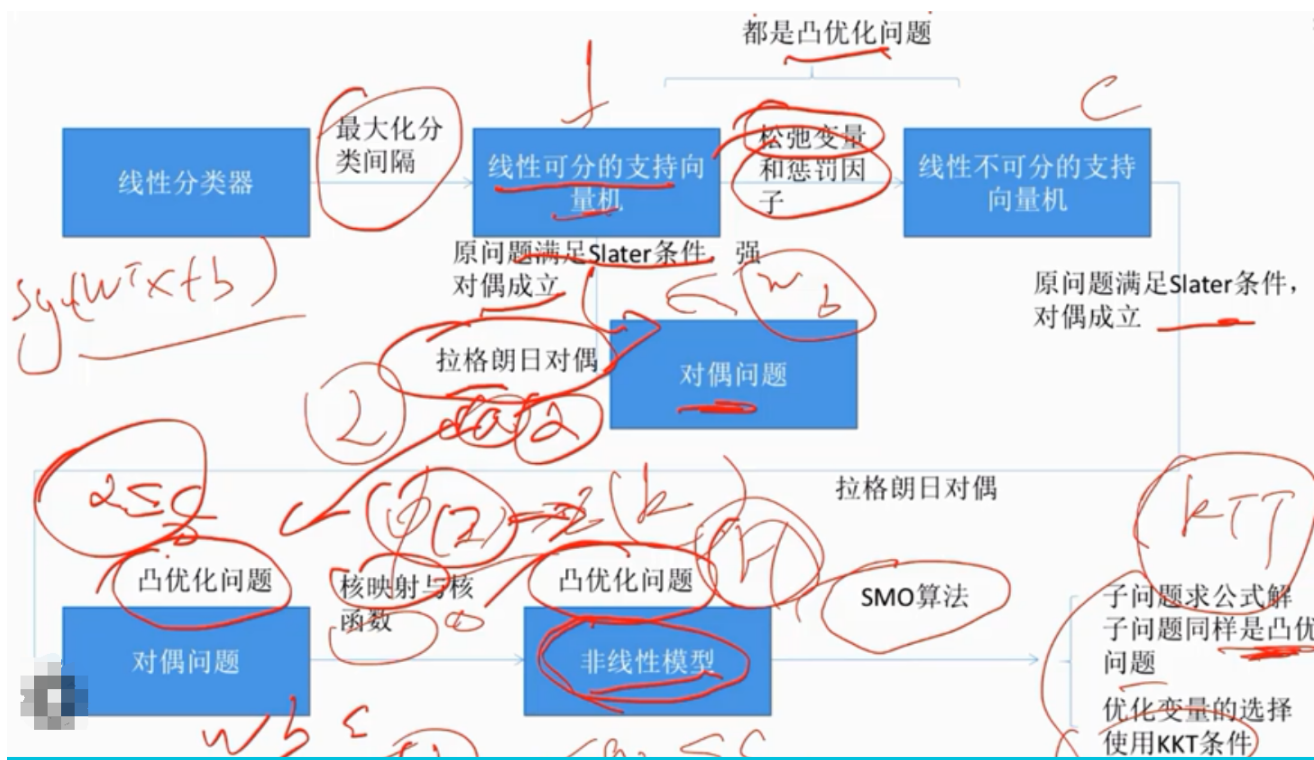 都是凸优化问题
线性分类器
最大化分
类间隔
线性可分的支持向
量机
松弛变量
和惩罚因
子
C
线性不可分的支持
向量机
原问题满足Slater条件，强
对偶成立
w b
原问题满足Slater条件，
对偶成立
拉格朗日对偶
对偶问题
拉格朗日对偶
凸优化问题
对偶问题
核映射与核
函数
凸优化问题
非线性模型
SMO算法
子问题求公式解
子问题同样是凸优
问题
优化变量的选择
使用KKT条件